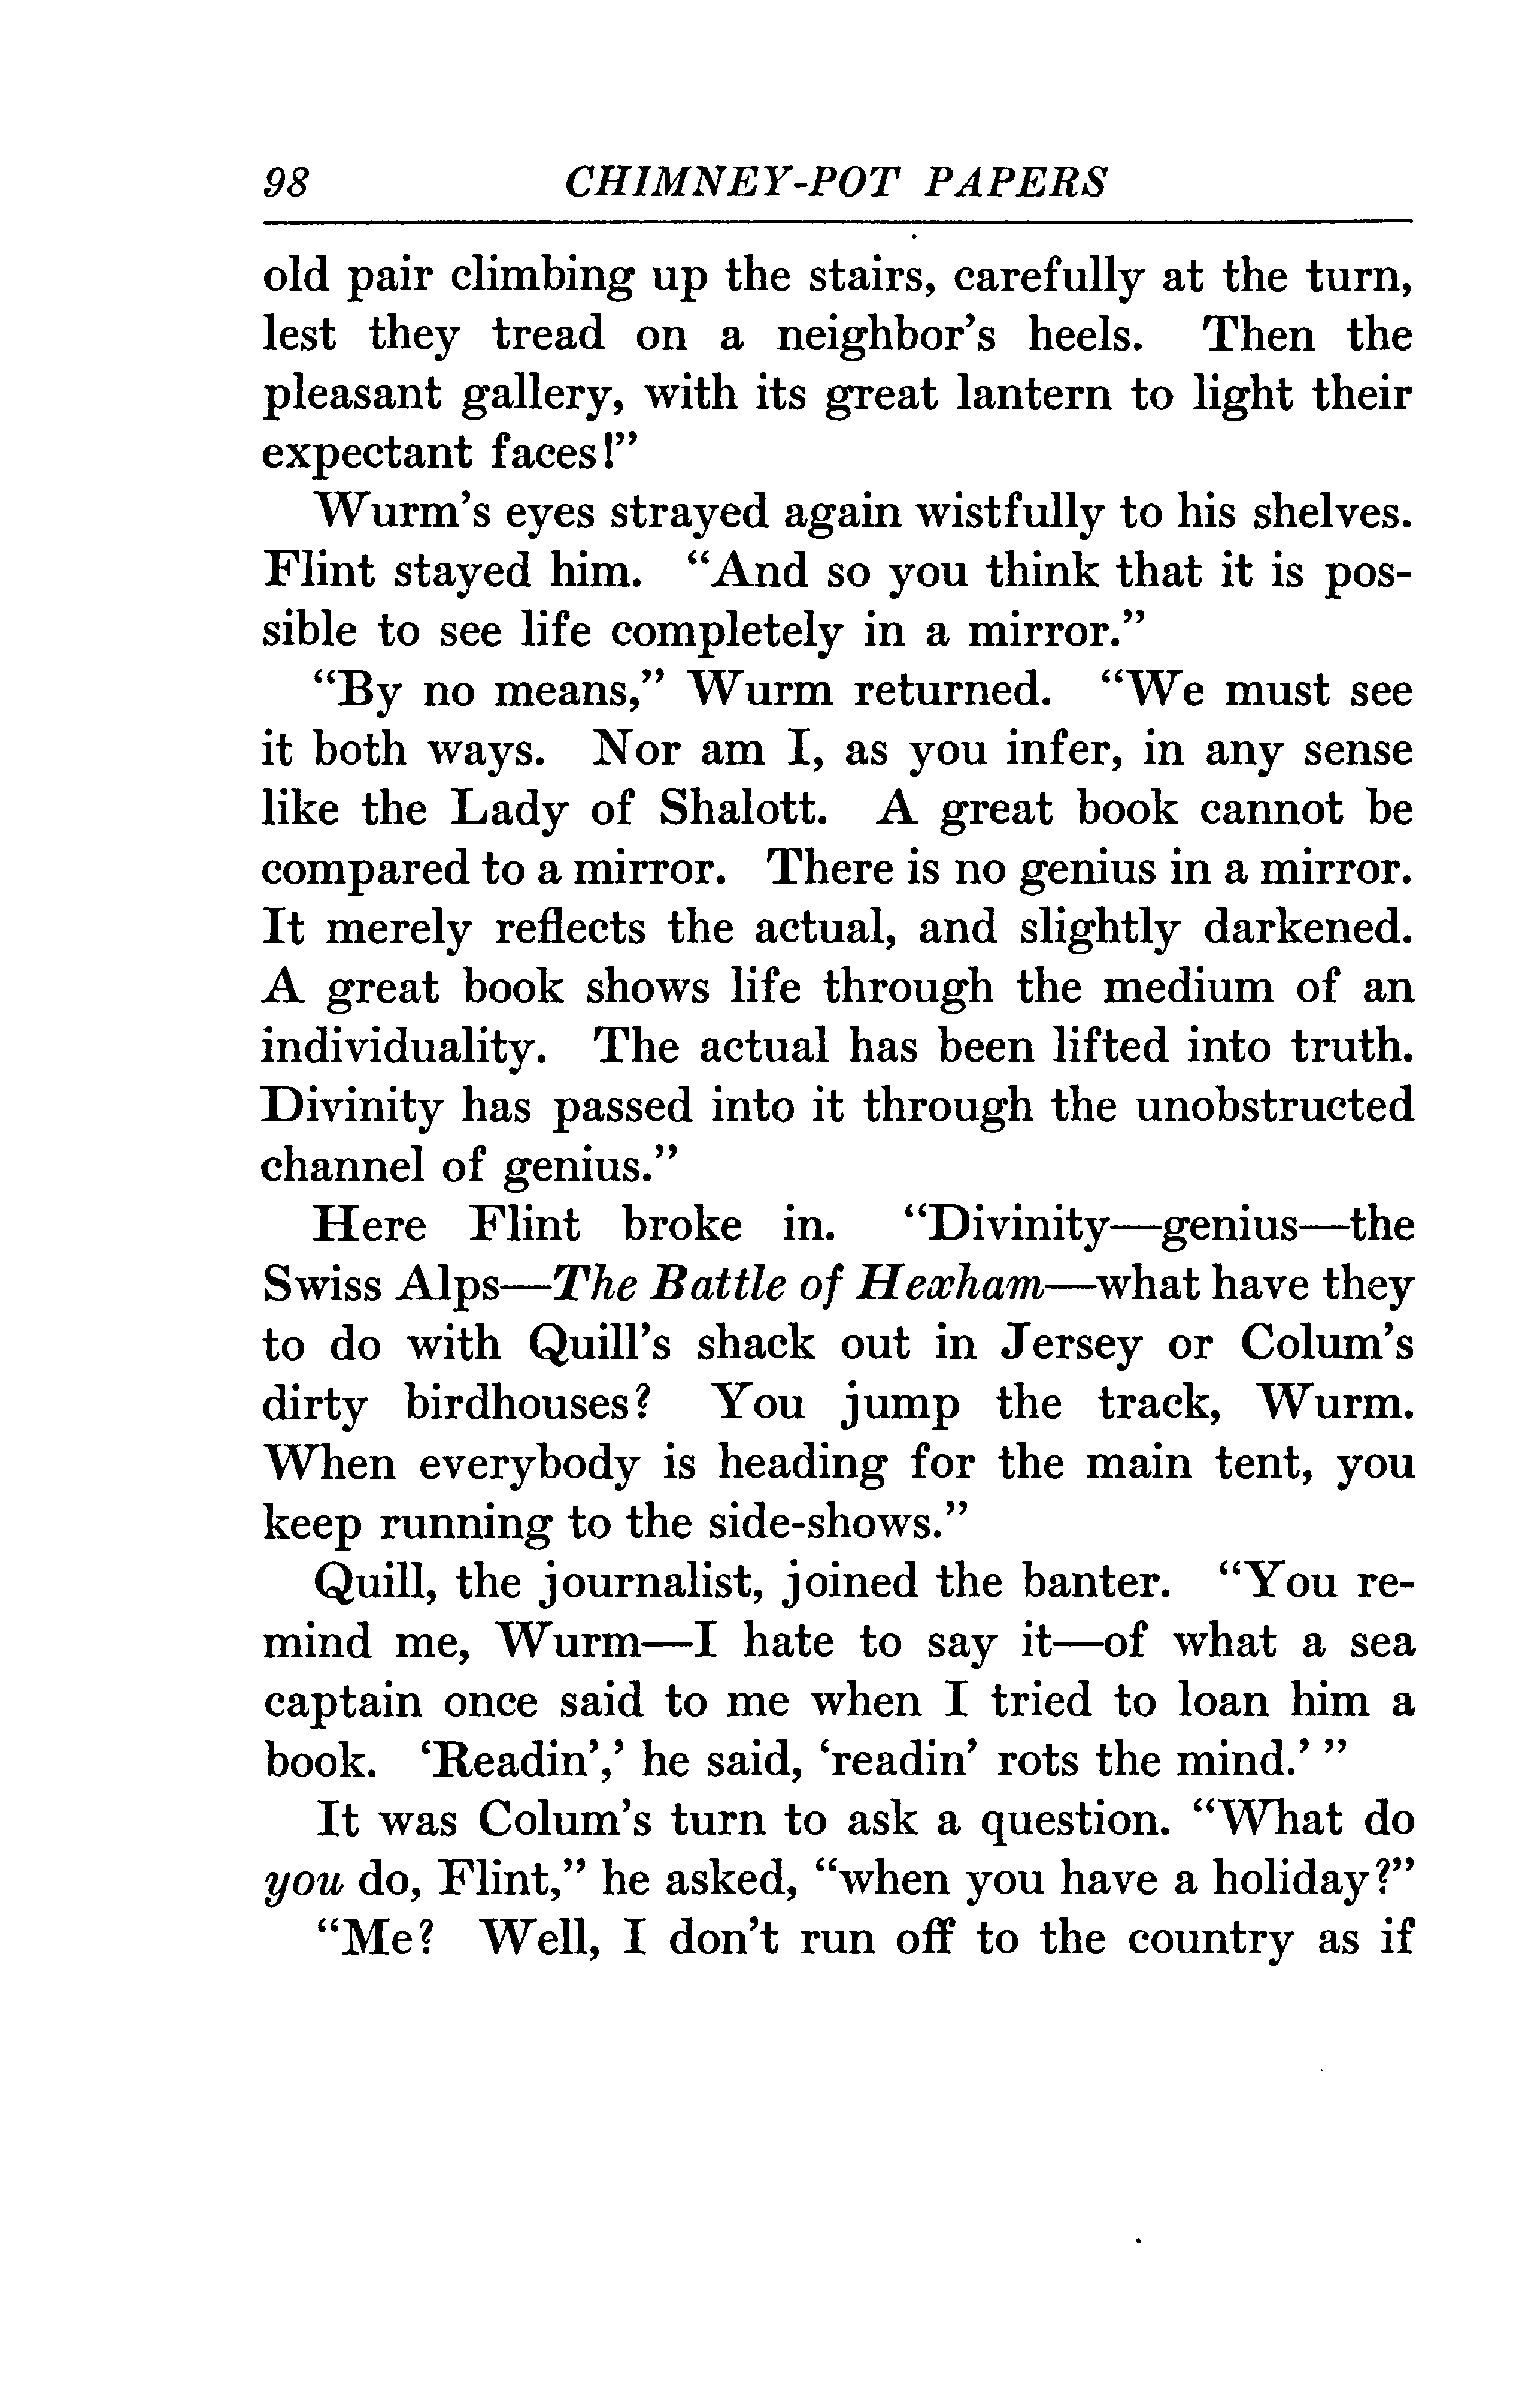 98 CHIMNEY-POT PAPERS
old pair climbing up the stairs, carefully at the turn,
lest they tread on a neighbor's heels. Then the
pleasant gallery, with its great lantern to light their
expectant faces!”
Wurm's eyes strayed again wistfully to his shelves.
Flint stayed him. “And so you think that it is pos-
sible to see life completely in a mirror.”
“By no means,” Wurm returned. “We must see
it both ways. Nor am I, as you infer, in any sense
like the Lady of Shalott. A great book cannot be
compared to a mirror. There is no genius in a mirror.
It merely reflects the actual, and slightly darkened.
A great book shows life through the medium of an
individuality. The actual has been lifted into truth.
Divinity has passed into it through the unobstructed
channel of genius.”
Here Flint broke in. “Divinity—genius—the
Swiss Alps—The Battle of Hexham—what have they
to do with Quill's shack out in Jersey or Colum's
dirty birdhouses? You jump the track, Wurm.
When everybody is heading for the main tent, you
keep running to the side-shows.”
Quill, the journalist, joined the banter. “You re-
mind me, Wurm—I hate to say it—of what a sea
captain once said to me when I tried to loan him a
book. ‘Readin’,’ he said, ‘readin’ rots the mind.’ ”
It was Colum's turn to ask a question. “What do
you do, Flint,” he asked, “when you have a holiday?”
“Me? Well, I don't run off to the country as if